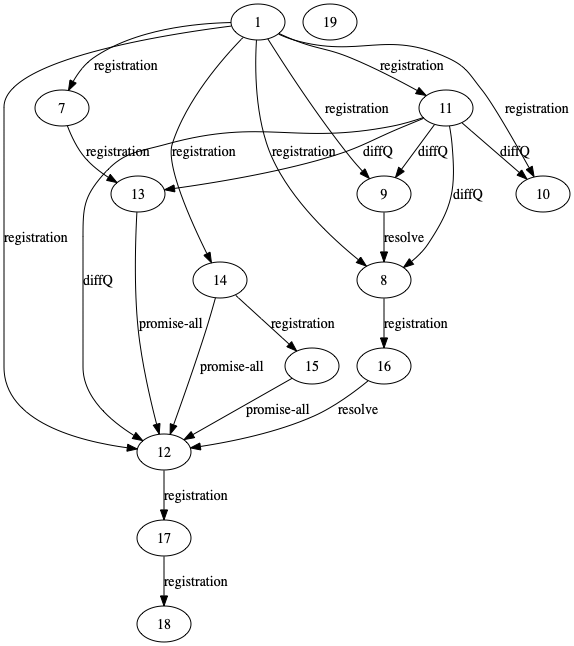 1
19
registration
registration
7
11
registration
registration
registration
registration
registration
diffQ
diffQ
diffQ
13
9
10
diffQ
registration
resolve
diffQ
14
8
promise-all
registration
registration
promise-all
15
16
promise-all
resolve
12
registration
17
registration
18